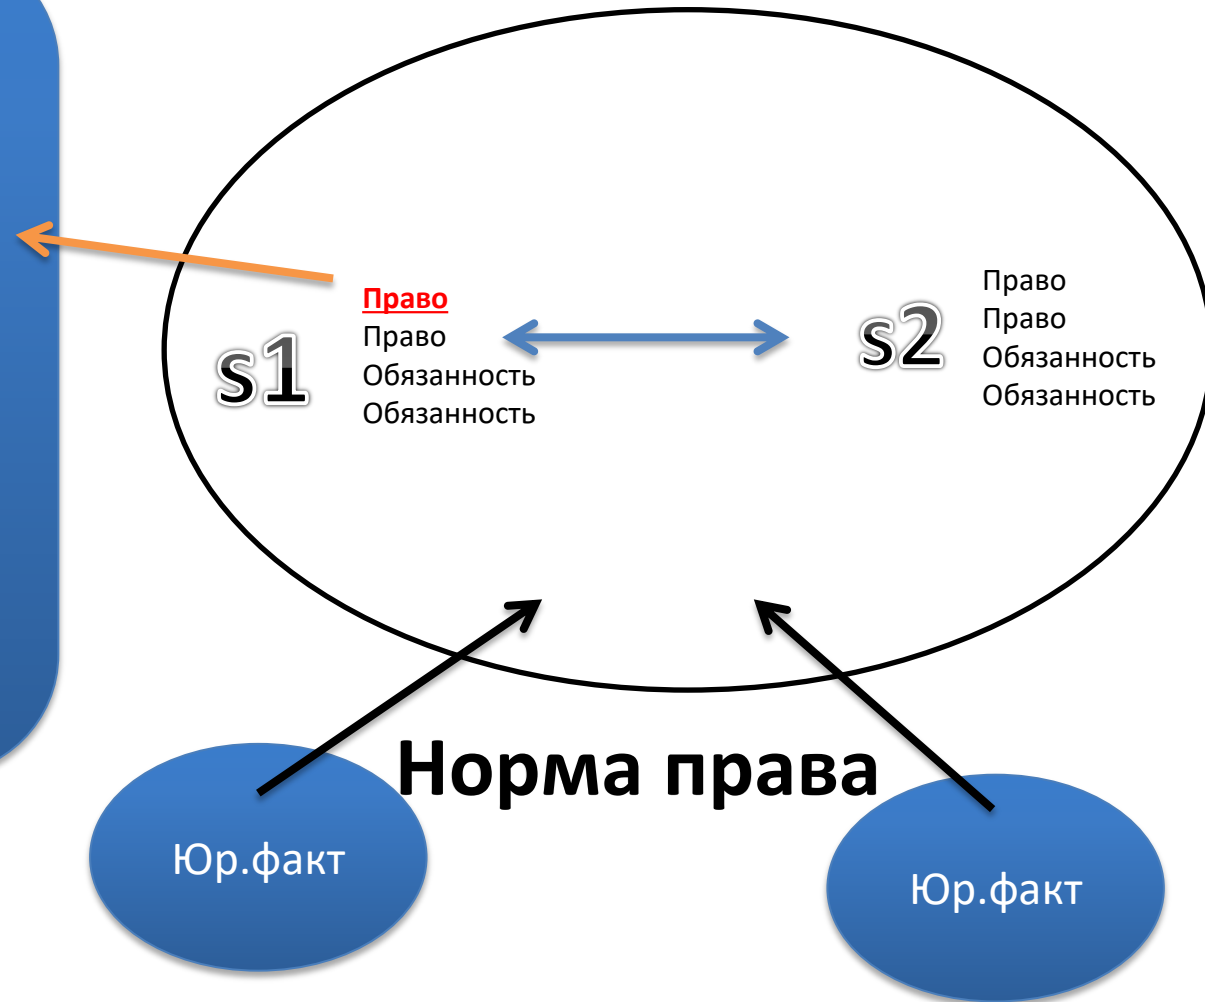 Право
Право
Обязанность
Обязанность
s1
Право
Право
Обязанность
Обязанность
s2
Норма права
Юр.факт
Юр.факт